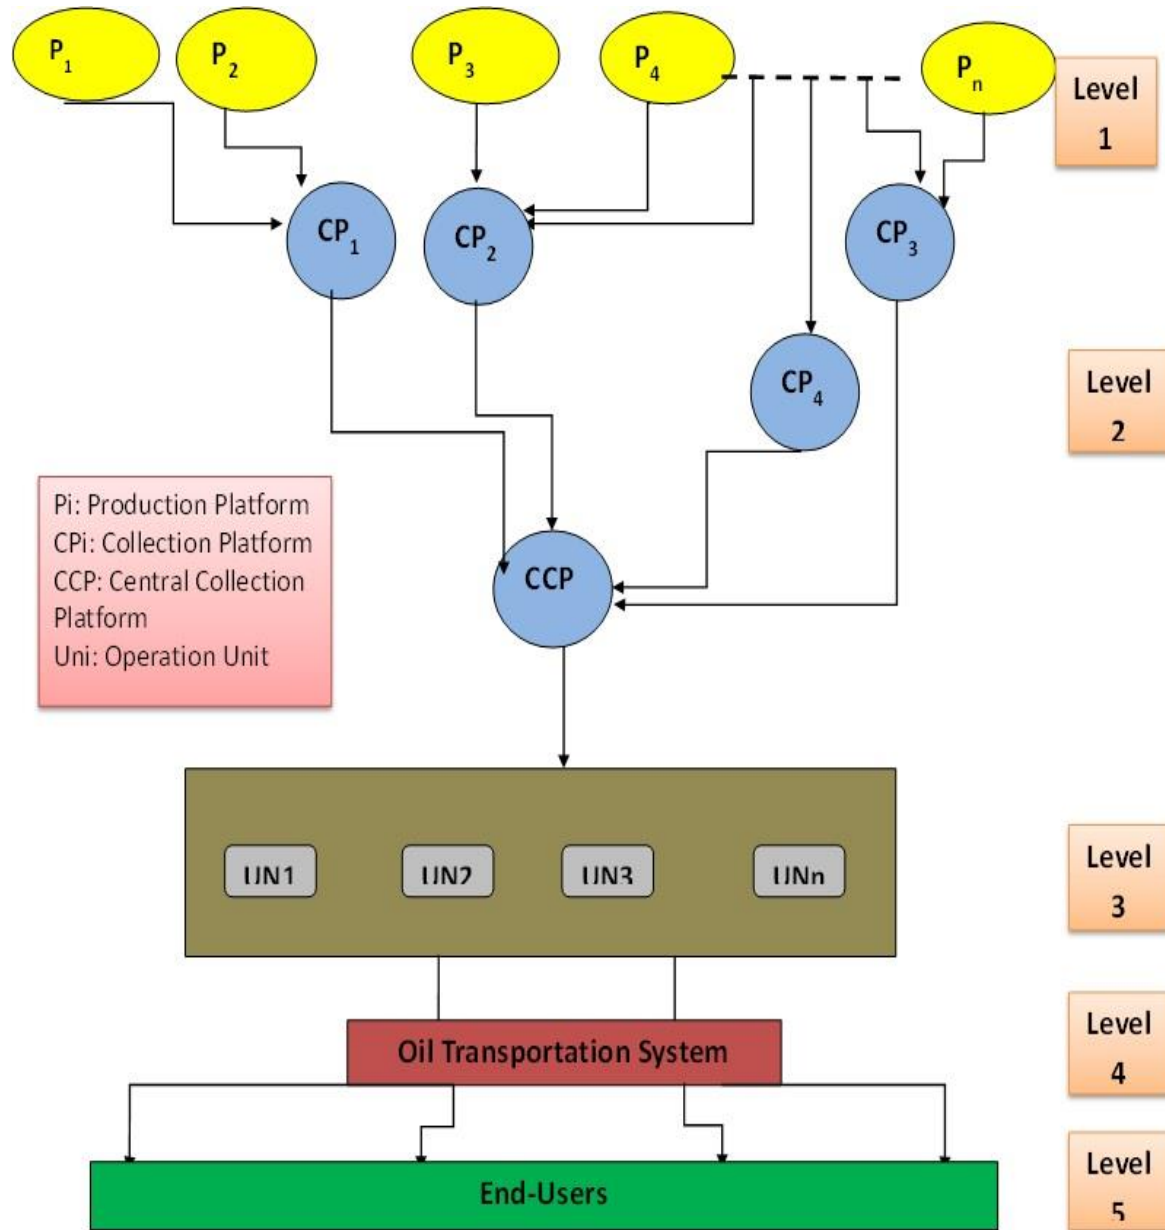 P1
P2
P3
P4
Pn
Level
1
CP1
CP2
CP3
CP4
Level
2
Pi: Production Platform
CPi: Collection Platform
CCP: Central Collection
Platform
Uni: Operation Unit
CCP
UN1
UN2
UN3
UNn
Level
3
Oil Transportation System
Level
4
End-Users
Level
5